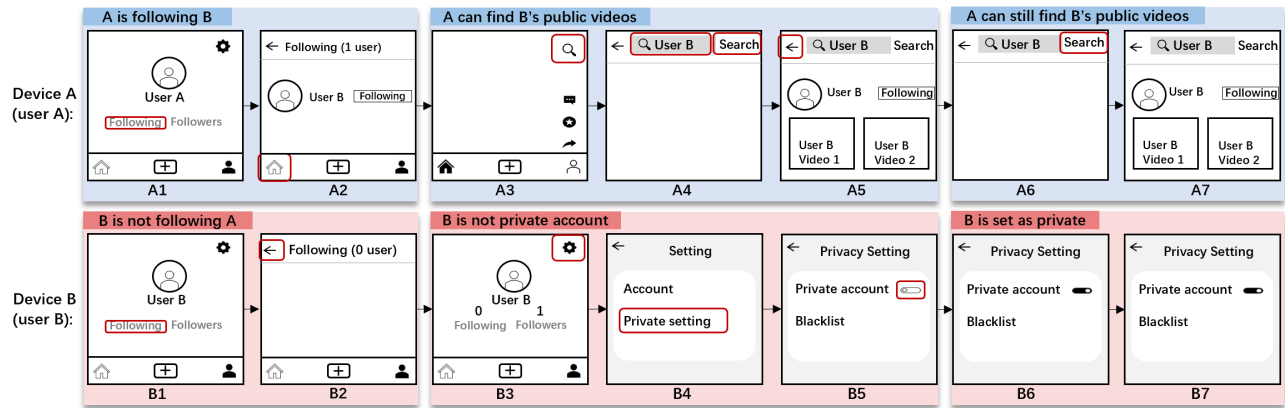 A is following B
A can find B's public videos
A can still find B's public videos
Device A
(user A):
User A
Following Followers
A1
Following (1 user)
User B Following
A2
A3
User B Search
A4
User B Search
User B Following
User B
Video 1
User B
Video 2
A5
User B Search
A6
User B Search
User B Following
User B
Video 1
User B
Video 2
A7
B is not following A
B is not private account
B is set as private
Device B
(user B):
User B
Following Followers
B1
Following (0 user)
B2
User B
0 1
Following Followers
B3
Setting
Account
Private setting
B4
Privacy Setting
Private account
Blacklist
B5
Privacy Setting
Private account
Blacklist
B6
Privacy Setting
Private account
Blacklist
B7